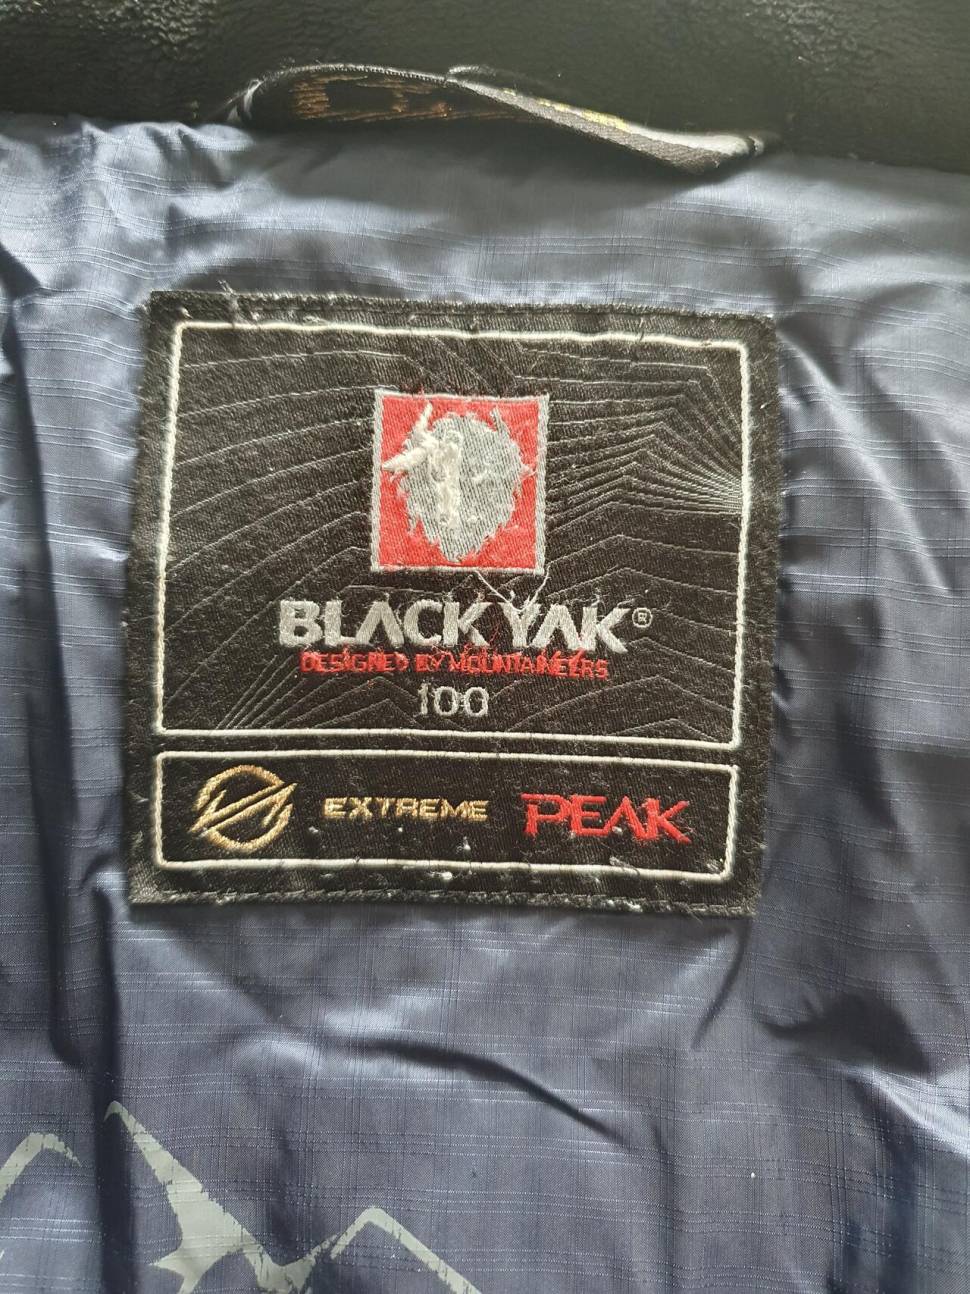 BLACK YAK®
DESIGNED BY MOUNTAINEERS
100
EXTREME PEAK